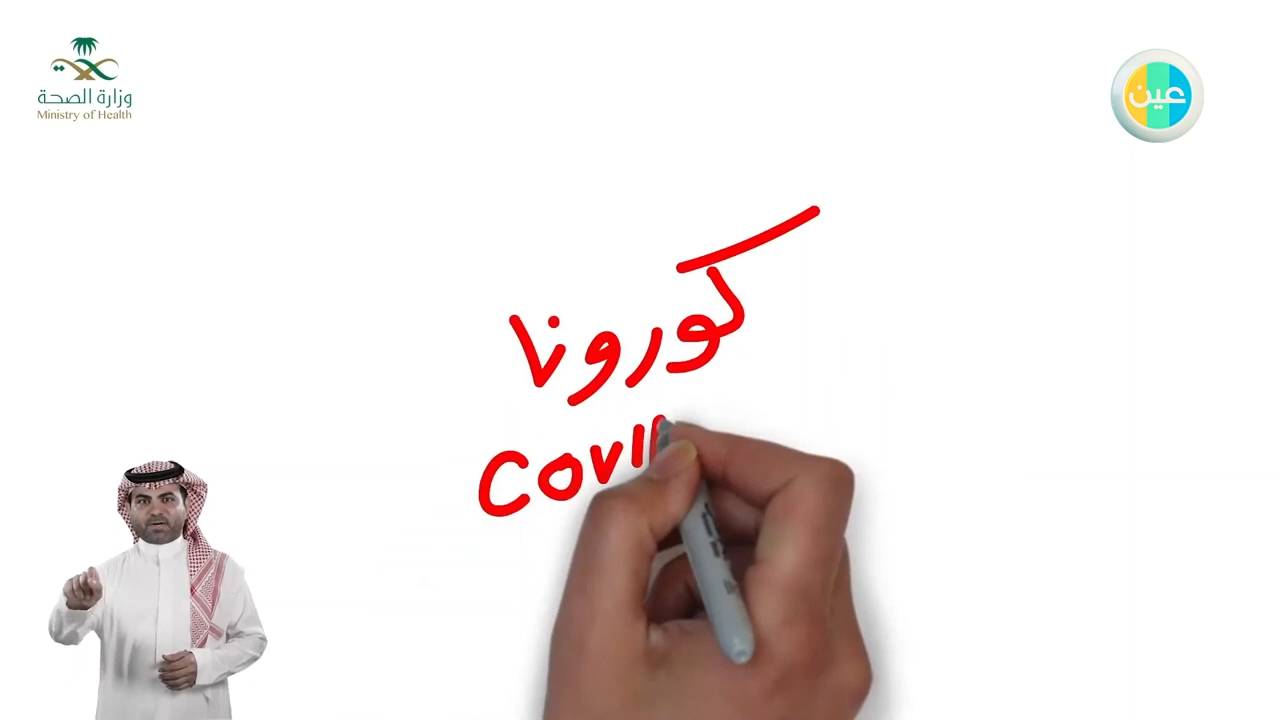 وزارة الصحة
Ministry of Health
عين
كورونا
COVI